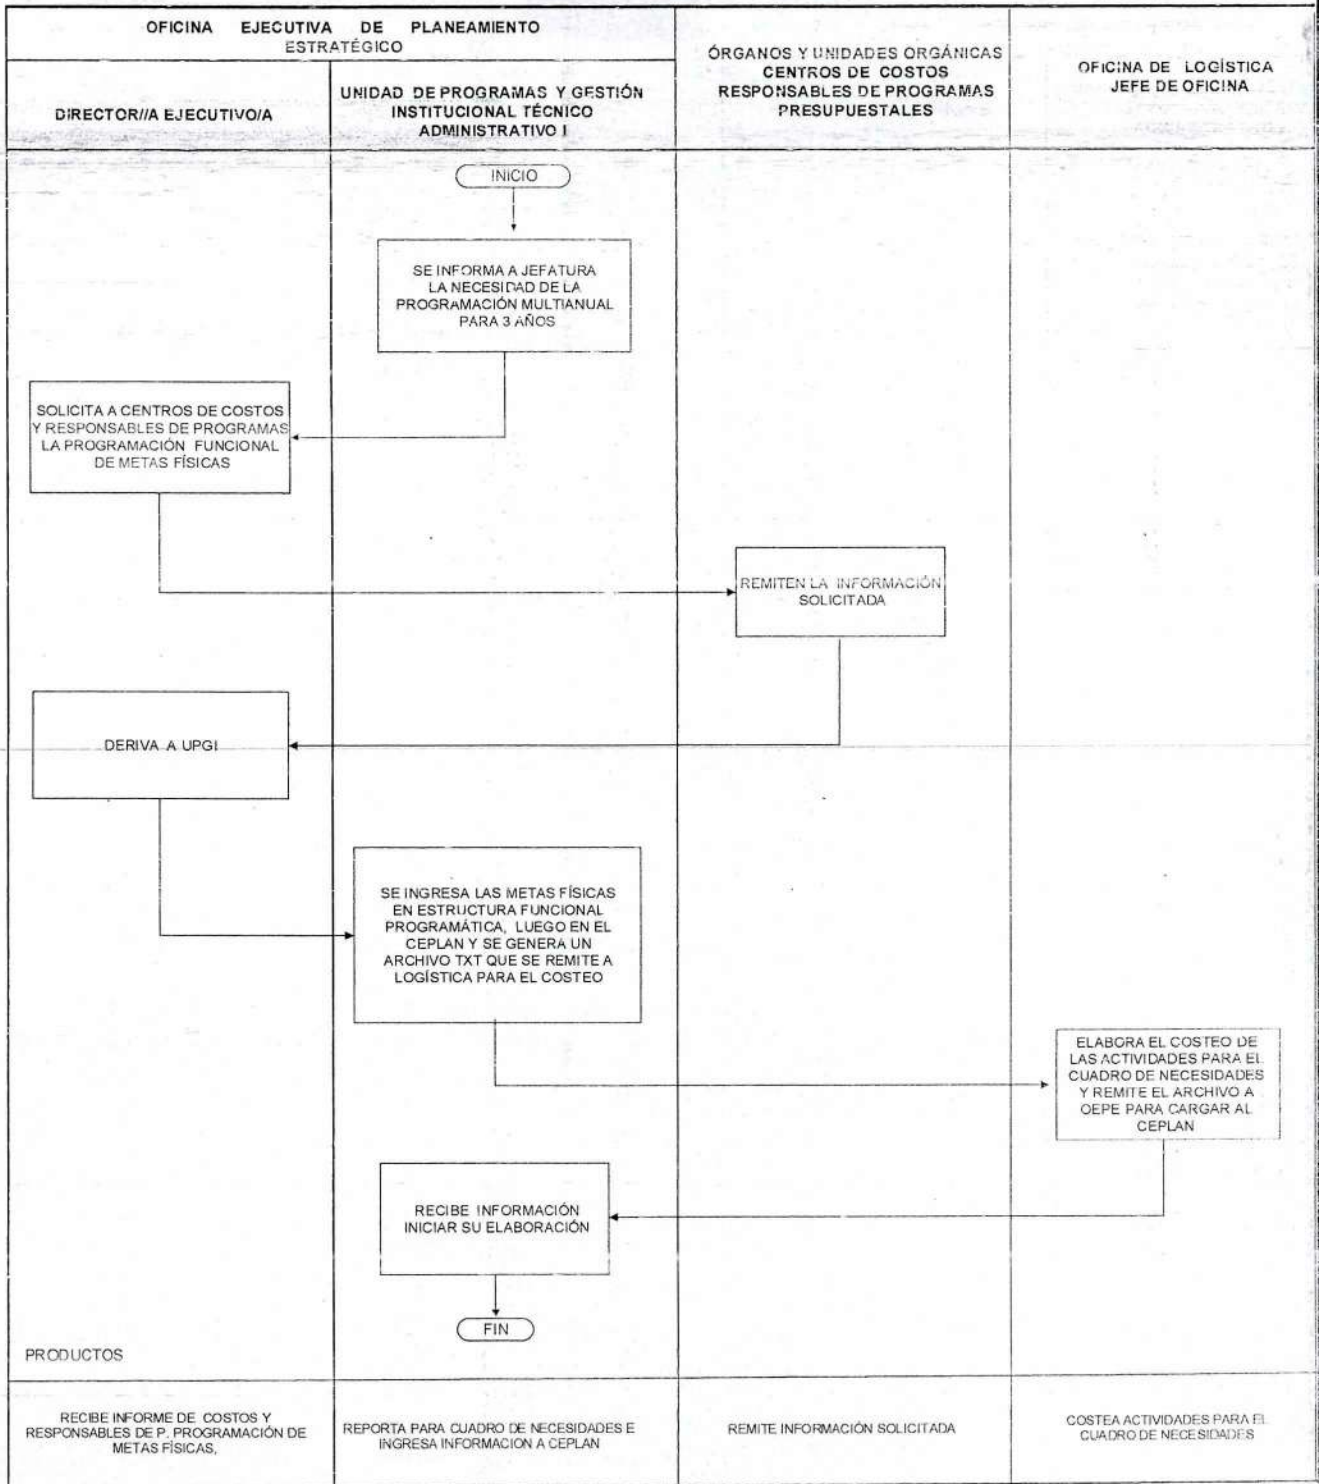 OFICINA EJECUTIVA DE PLANEAMIENTO
ESTRATÉGICO
DIRECTOR//A EJECUTIVO/A
UNIDAD DE PROGRAMAS Y GESTIÓN
INSTITUCIONAL TÉCNICO
ADMINISTRATIVO I
ÓRGANOS Y UNIDADES ORGÁNICAS
CENTROS DE COSTOS
RESPONSABLES DE PROGRAMAS
PRESUPUESTALES
OFICINA DE LOGÍSTICA
JEFE DE OFICINA
INICIO
SE INFORMA A JEFATURA
LA NECESIDAD DE LA
PROGRAMACIÓN MULTIANUAL
PARA 3 AÑOS
SOLICITA A CENTROS DE COSTOS
Y RESPONSABLES DE PROGRAMAS
LA PROGRAMACIÓN FUNCIONAL
DE METAS FÍSICAS
REMITEN LA INFORMACIÓN
SOLICITADA
DERIVA A UPGI
SE INGRESA LAS METAS FÍSICAS
EN ESTRUCTURA FUNCIONAL
PROGRAMÁTICA, LUEGO EN EL
CEPLAN Y SE GENERA UN
ARCHIVO TXT QUE SE REMITE A
LOGÍSTICA PARA EL COSTEO
ELABORA EL COSTEO DE
LAS ACTIVIDADES PARA EL
CUADRO DE NECESIDADES
Y REMITE EL ARCHIVO A
OEPE PARA CARGAR AL
CEPLAN
RECIBE INFORMACIÓN
INICIAR SU ELABORACIÓN
FIN
PRODUCTOS
RECIBE INFORME DE COSTOS Y
RESPONSABLES DE P. PROGRAMACIÓN DE
METAS FÍSICAS,
REPORTA PARA CUADRO DE NECESIDADES E
INGRESA INFORMACION A CEPLAN
REMITE INFORMACIÓN SOLICITADA
COSTEA ACTIVIDADES PARA EL
CUADRO DE NECESIDADES